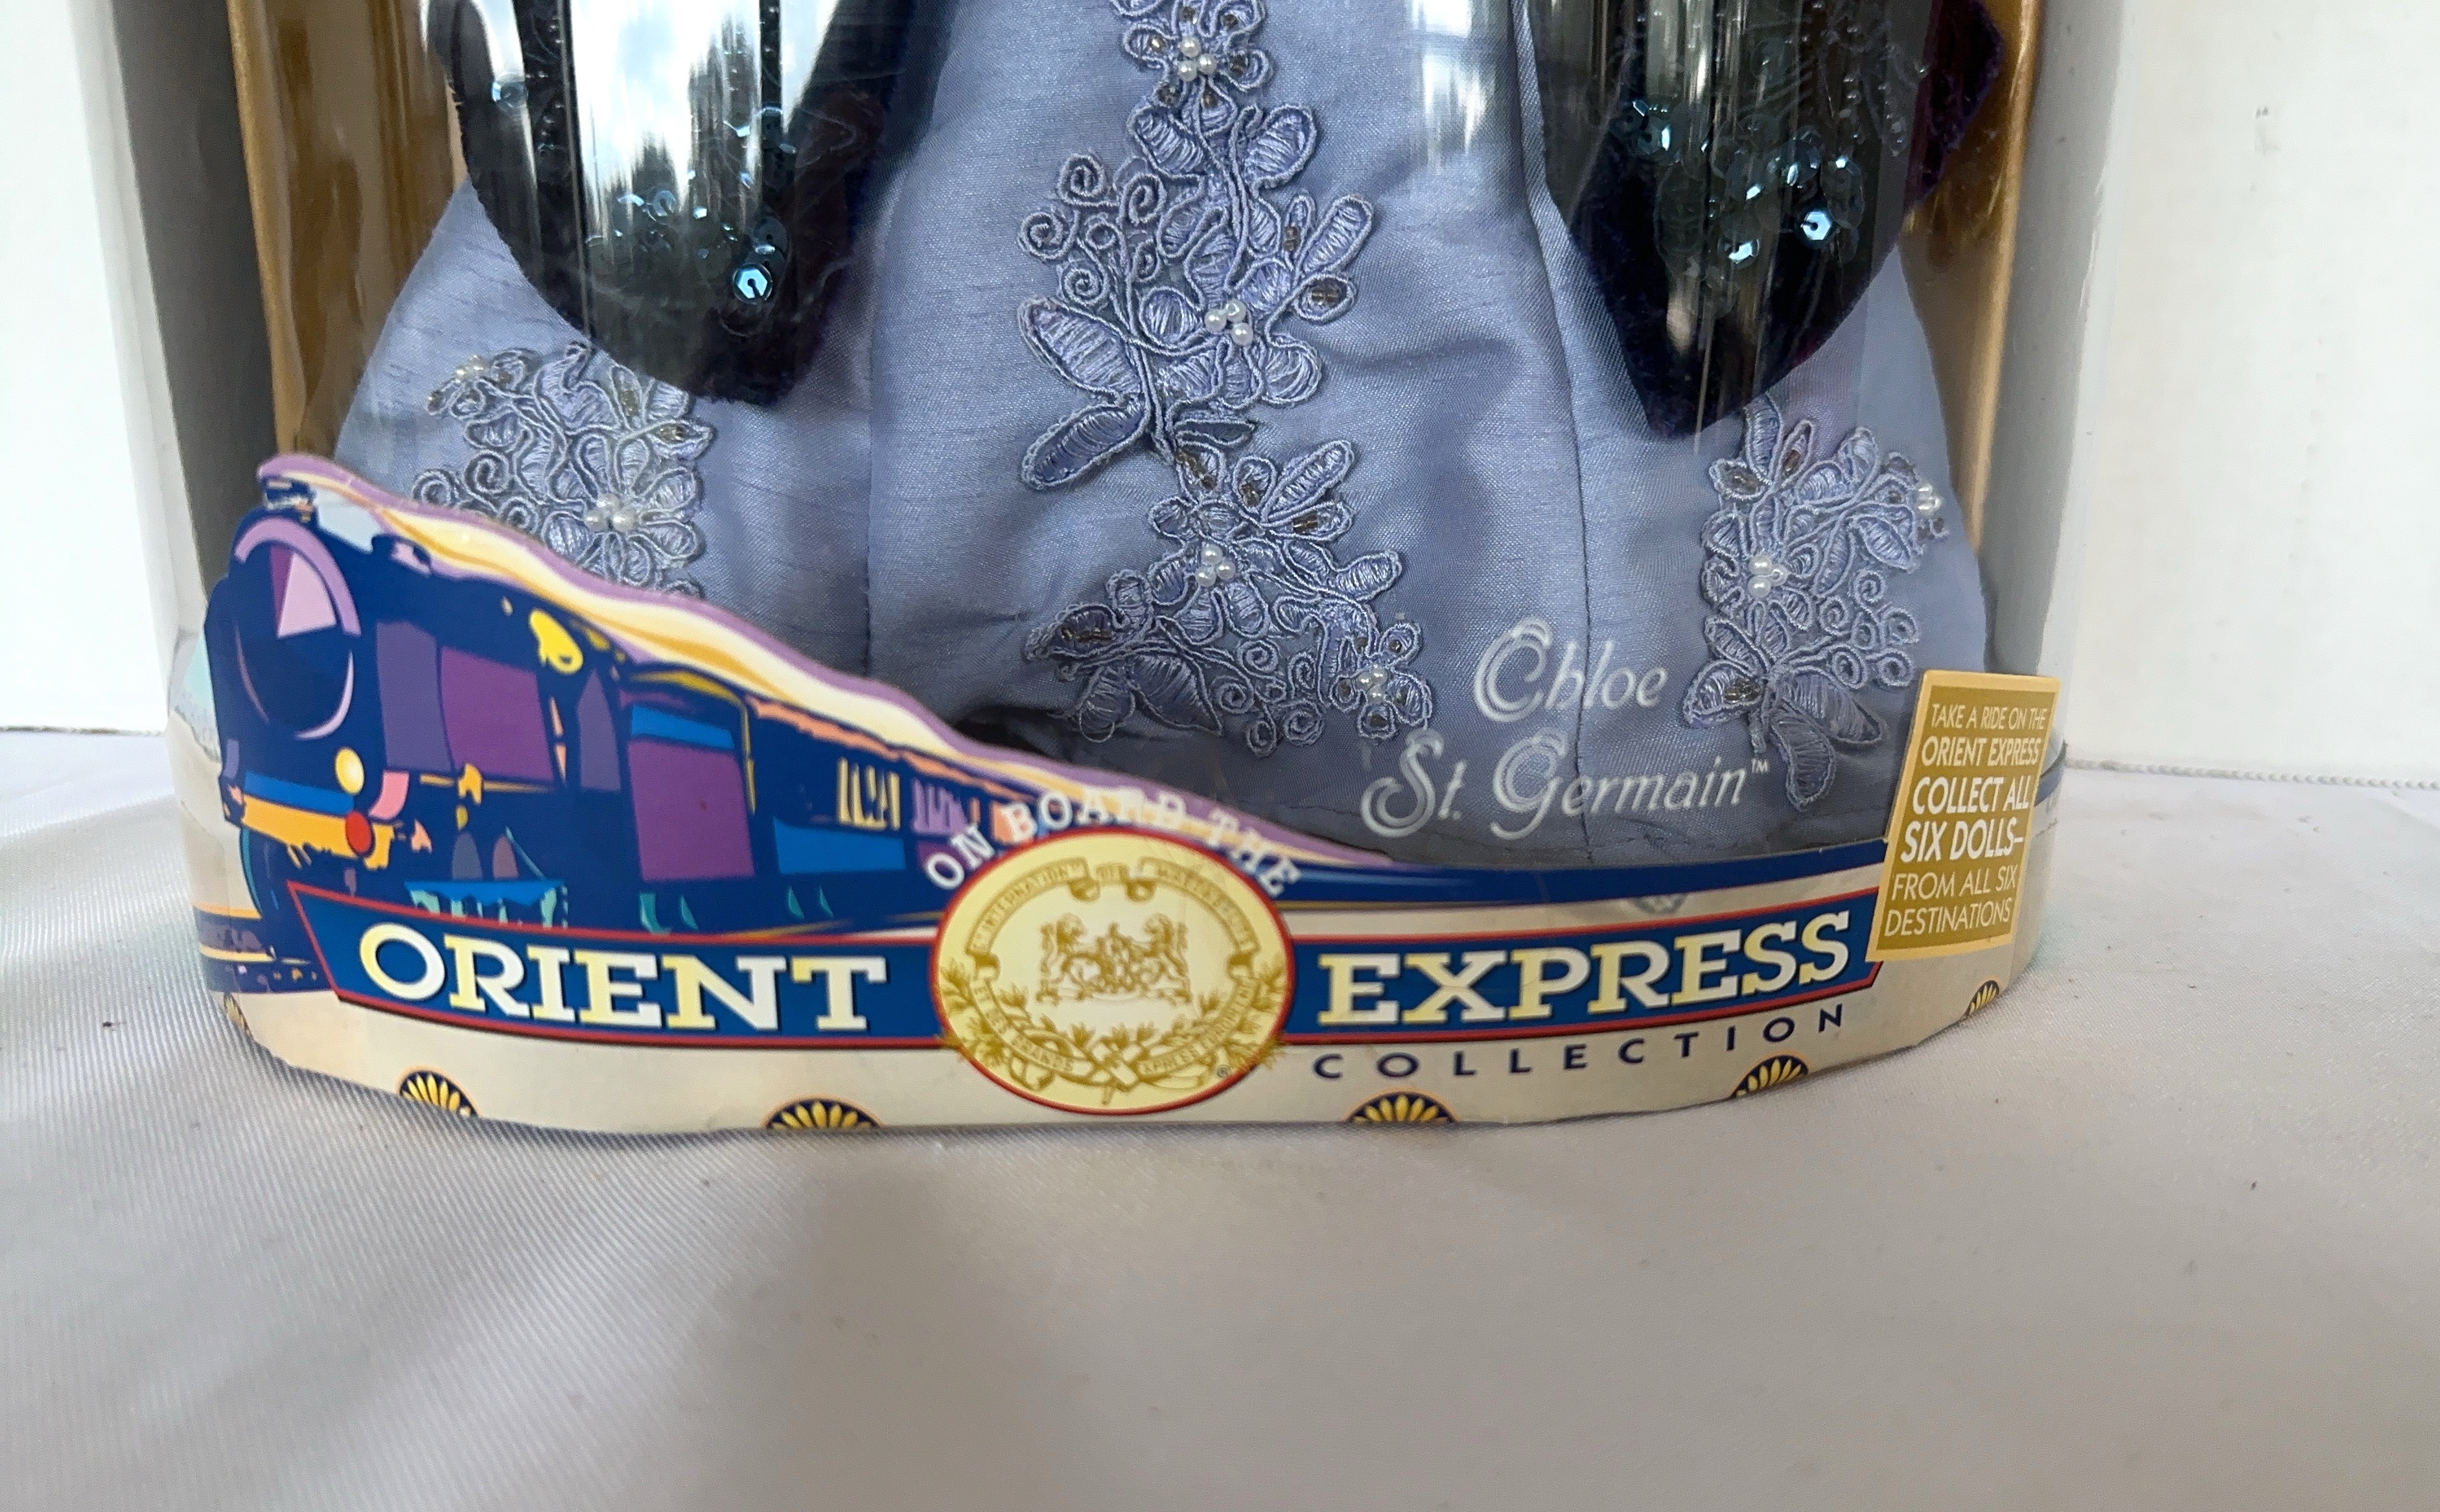 Chloe
St. Germain™
TAKE A RIDE ON THE
ORIENT EXPRESS
COLLECT ALL
SIX DOLLS—
FROM ALL SIX
DESTINATIONS
ON BOARD THE
ORIENT EXPRESS
COLLECTION
®